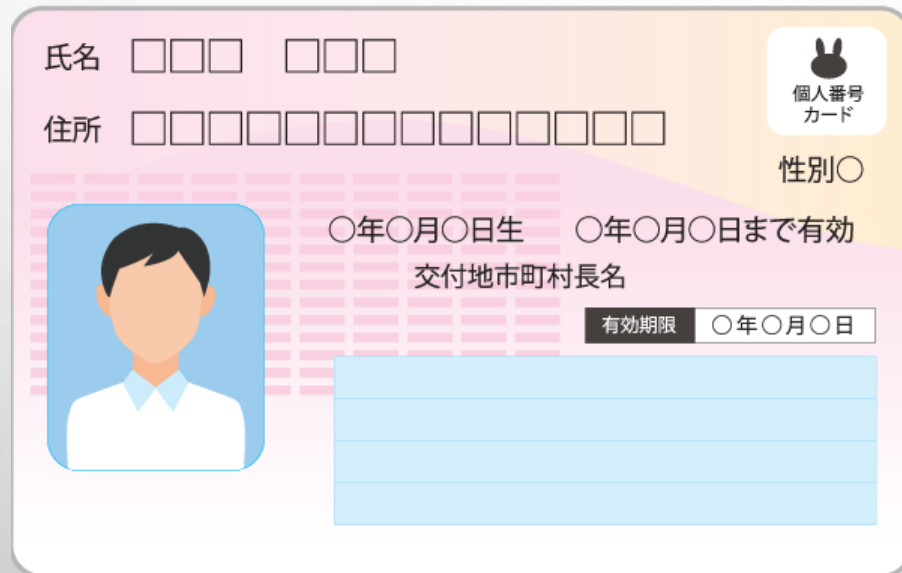 氏名 □□□ □□□
個人番号
カード
住所 □□□□□□□□□□□□□□
性別○
○年○月○日生 ○年○月○日まで有効
交付地市町村長名
有効期限 ○年○月○日